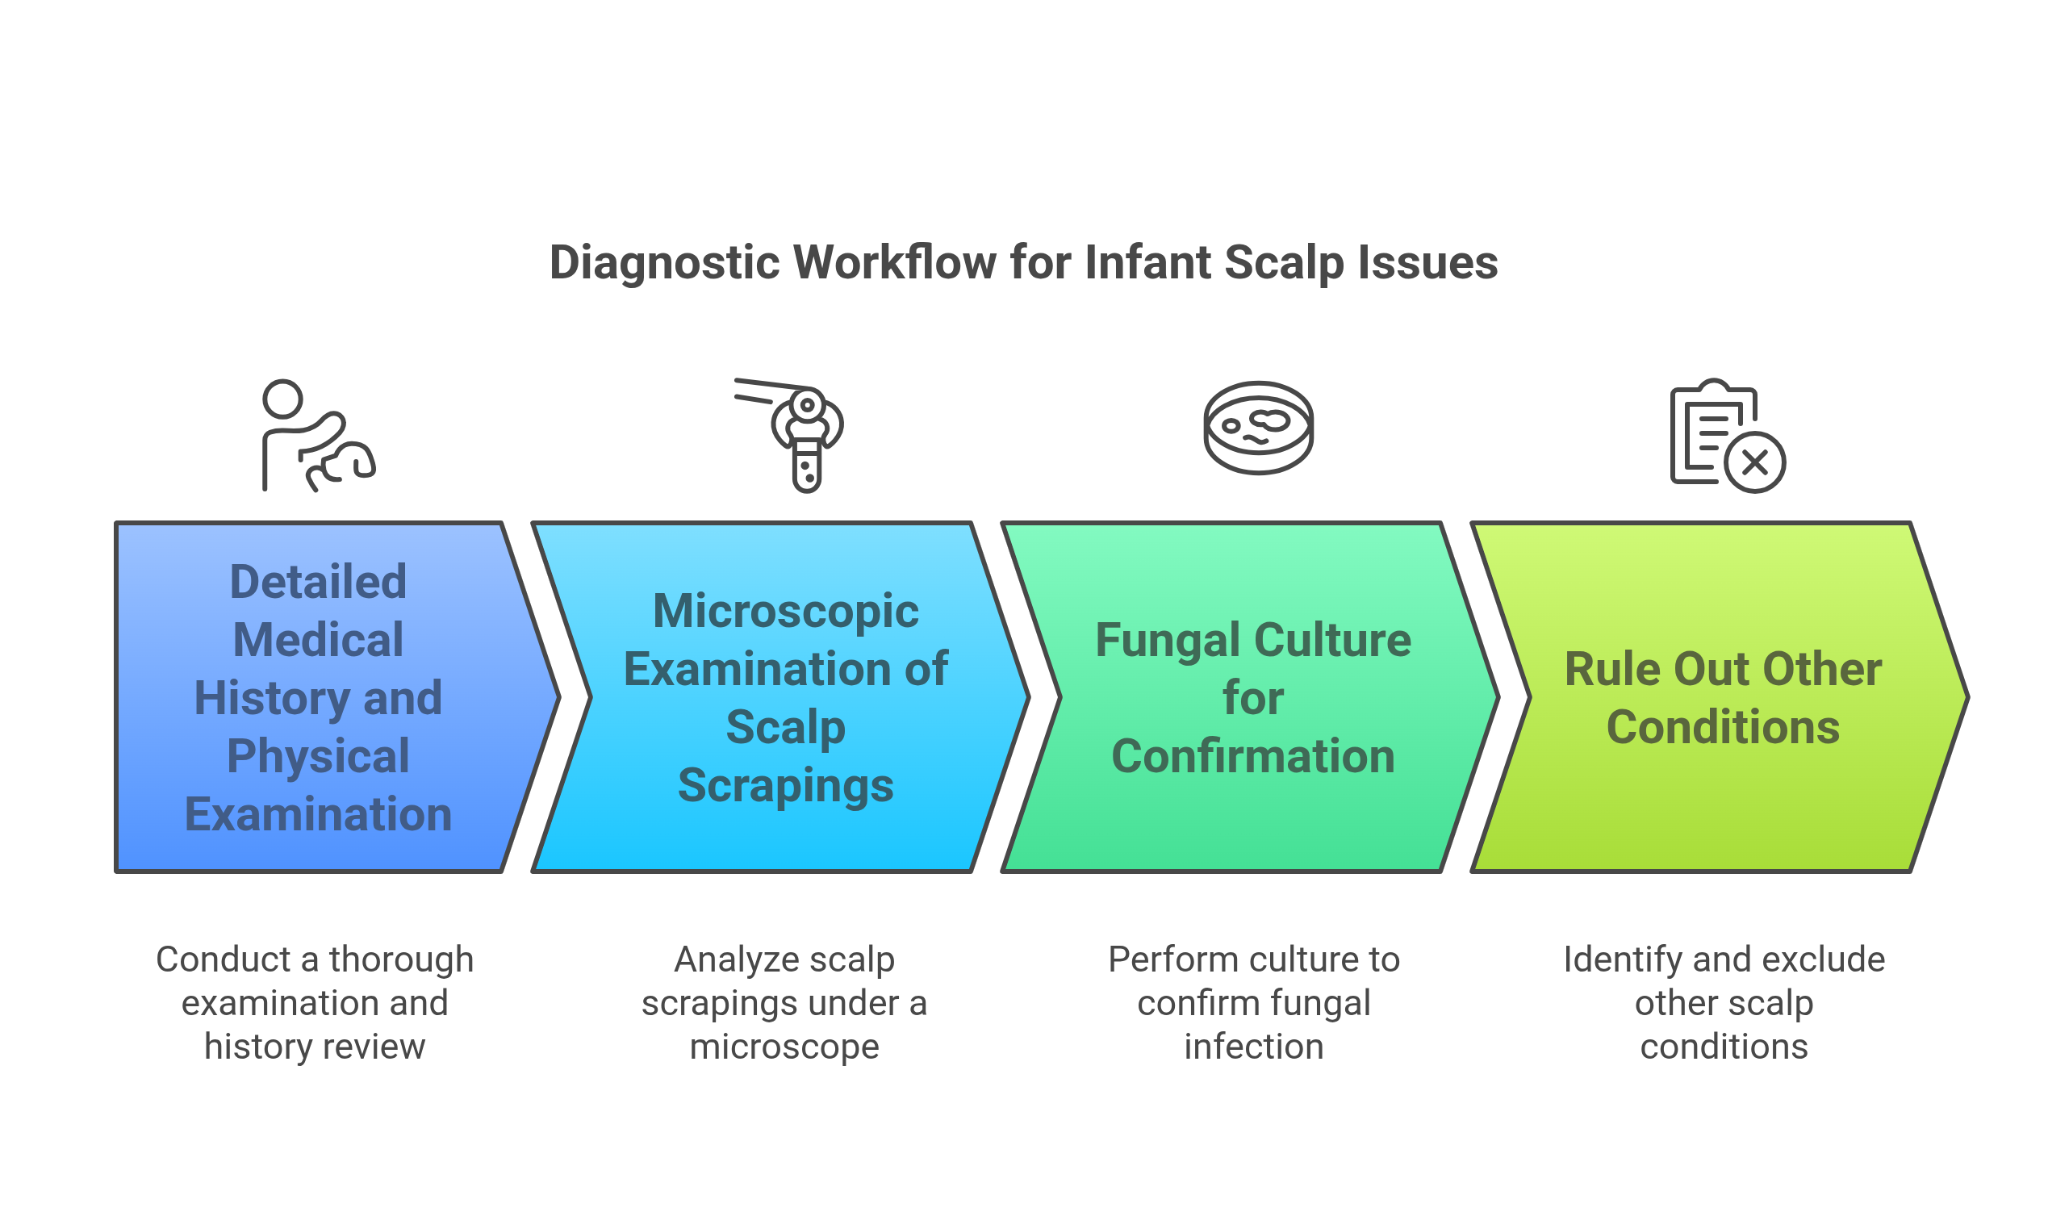 Diagnostic Workflow for Infant Scalp Issues
Detailed
Medical
History and
Physical
Examination
Microscopic
Examination of
Scalp
Scrapings
Fungal Culture
for
Confirmation
Rule Out Other
Conditions
Conduct a thorough
examination and
history review
Analyze scalp
scrapings under a
microscope
Perform culture to
confirm fungal
infection
Identify and exclude
other scalp
conditions